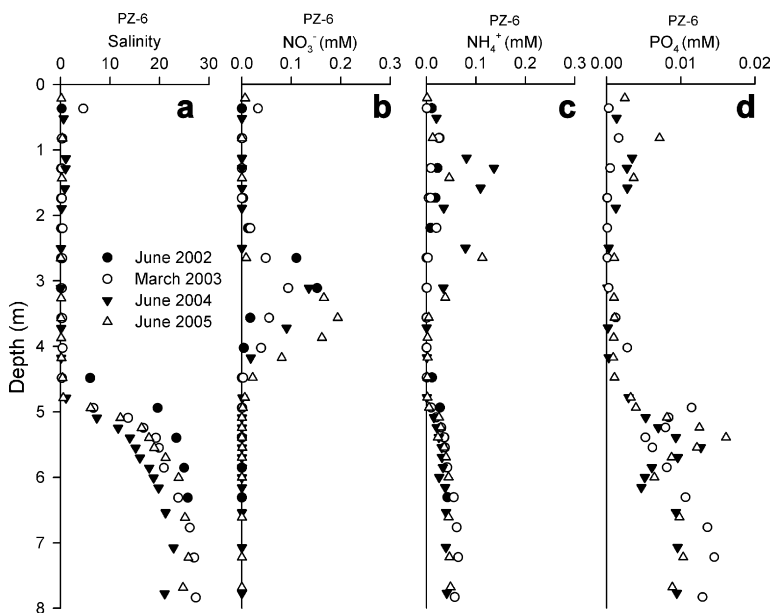 PZ-6 PZ-6 PZ-6 PZ-6
Salinity NO₃⁻ (mM) NH₄⁺ (mM) PO₄ (mM)
0 10 20 30 0.0 0.1 0.2 0.3 0.0 0.1 0.2 0.3 0.00 0.01 0.02
a b c d
Depth (m)
0
1
2
3
4
5
6
7
8
June 2002
March 2003
June 2004
June 2005